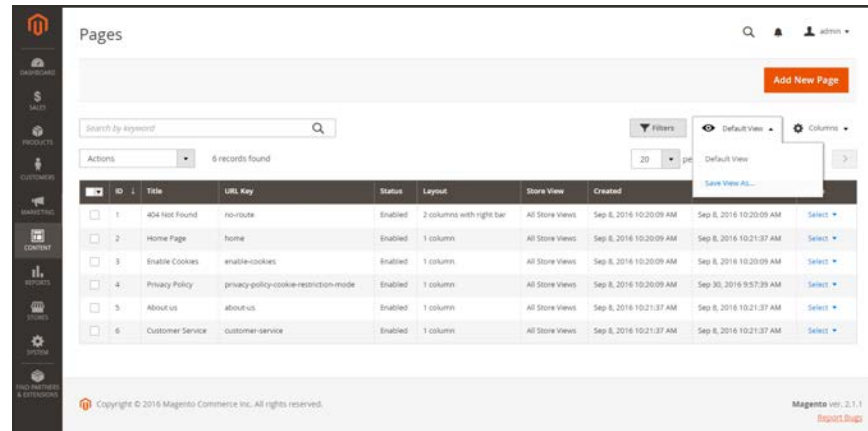 Pages
admin
DASHBOARD
SALES
PRODUCTS
CUSTOMERS
MARKETING
CONTENT
REPORTS
STORES
SYSTEM
FIND PARTNERS
& EXTENSIONS
Add New Page
Search by keyword
Filters
Default View
Columns
Actions
6 records found
20
pe
Default View
Save View As...
ID ↓ Title URL Key Status Layout Store View Created
1 404 Not Found no-route Enabled 2 columns with right bar All Store Views Sep 8, 2016 10:20:09 AM Sep 8, 2016 10:20:09 AM Select
2 Home Page home Enabled 1 column All Store Views Sep 8, 2016 10:20:09 AM Sep 8, 2016 10:21:37 AM Select
3 Enable Cookies enable-cookies Enabled 1 column All Store Views Sep 8, 2016 10:20:09 AM Sep 8, 2016 10:20:09 AM Select
4 Privacy Policy privacy-policy-cookie-restriction-mode Enabled 1 column All Store Views Sep 8, 2016 10:20:09 AM Sep 30, 2016 9:57:39 AM Select
5 About us about-us Enabled 1 column All Store Views Sep 8, 2016 10:21:37 AM Sep 8, 2016 10:21:37 AM Select
6 Customer Service customer-service Enabled 1 column All Store Views Sep 8, 2016 10:21:37 AM Sep 8, 2016 10:21:37 AM Select
Copyright © 2016 Magento Commerce Inc. All rights reserved.
Magento ver. 2.1.1
Report Bugs